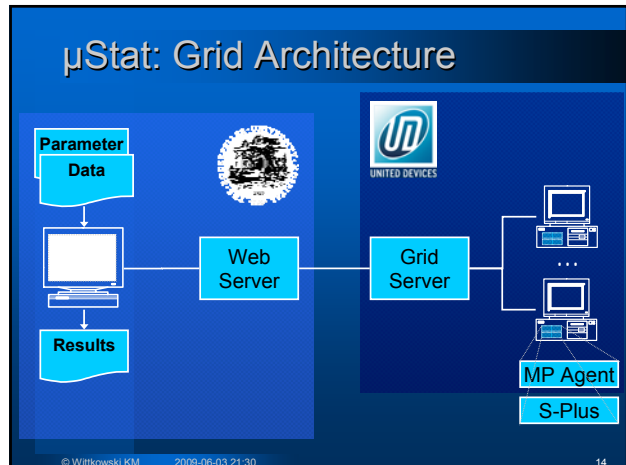 µStat: Grid Architecture
Parameter
Data
Results
Web
Server
UNITED DEVICES
Grid
Server
...
MP Agent
S-Plus
© Wittkowski KM
2009-06-03 21:30
14